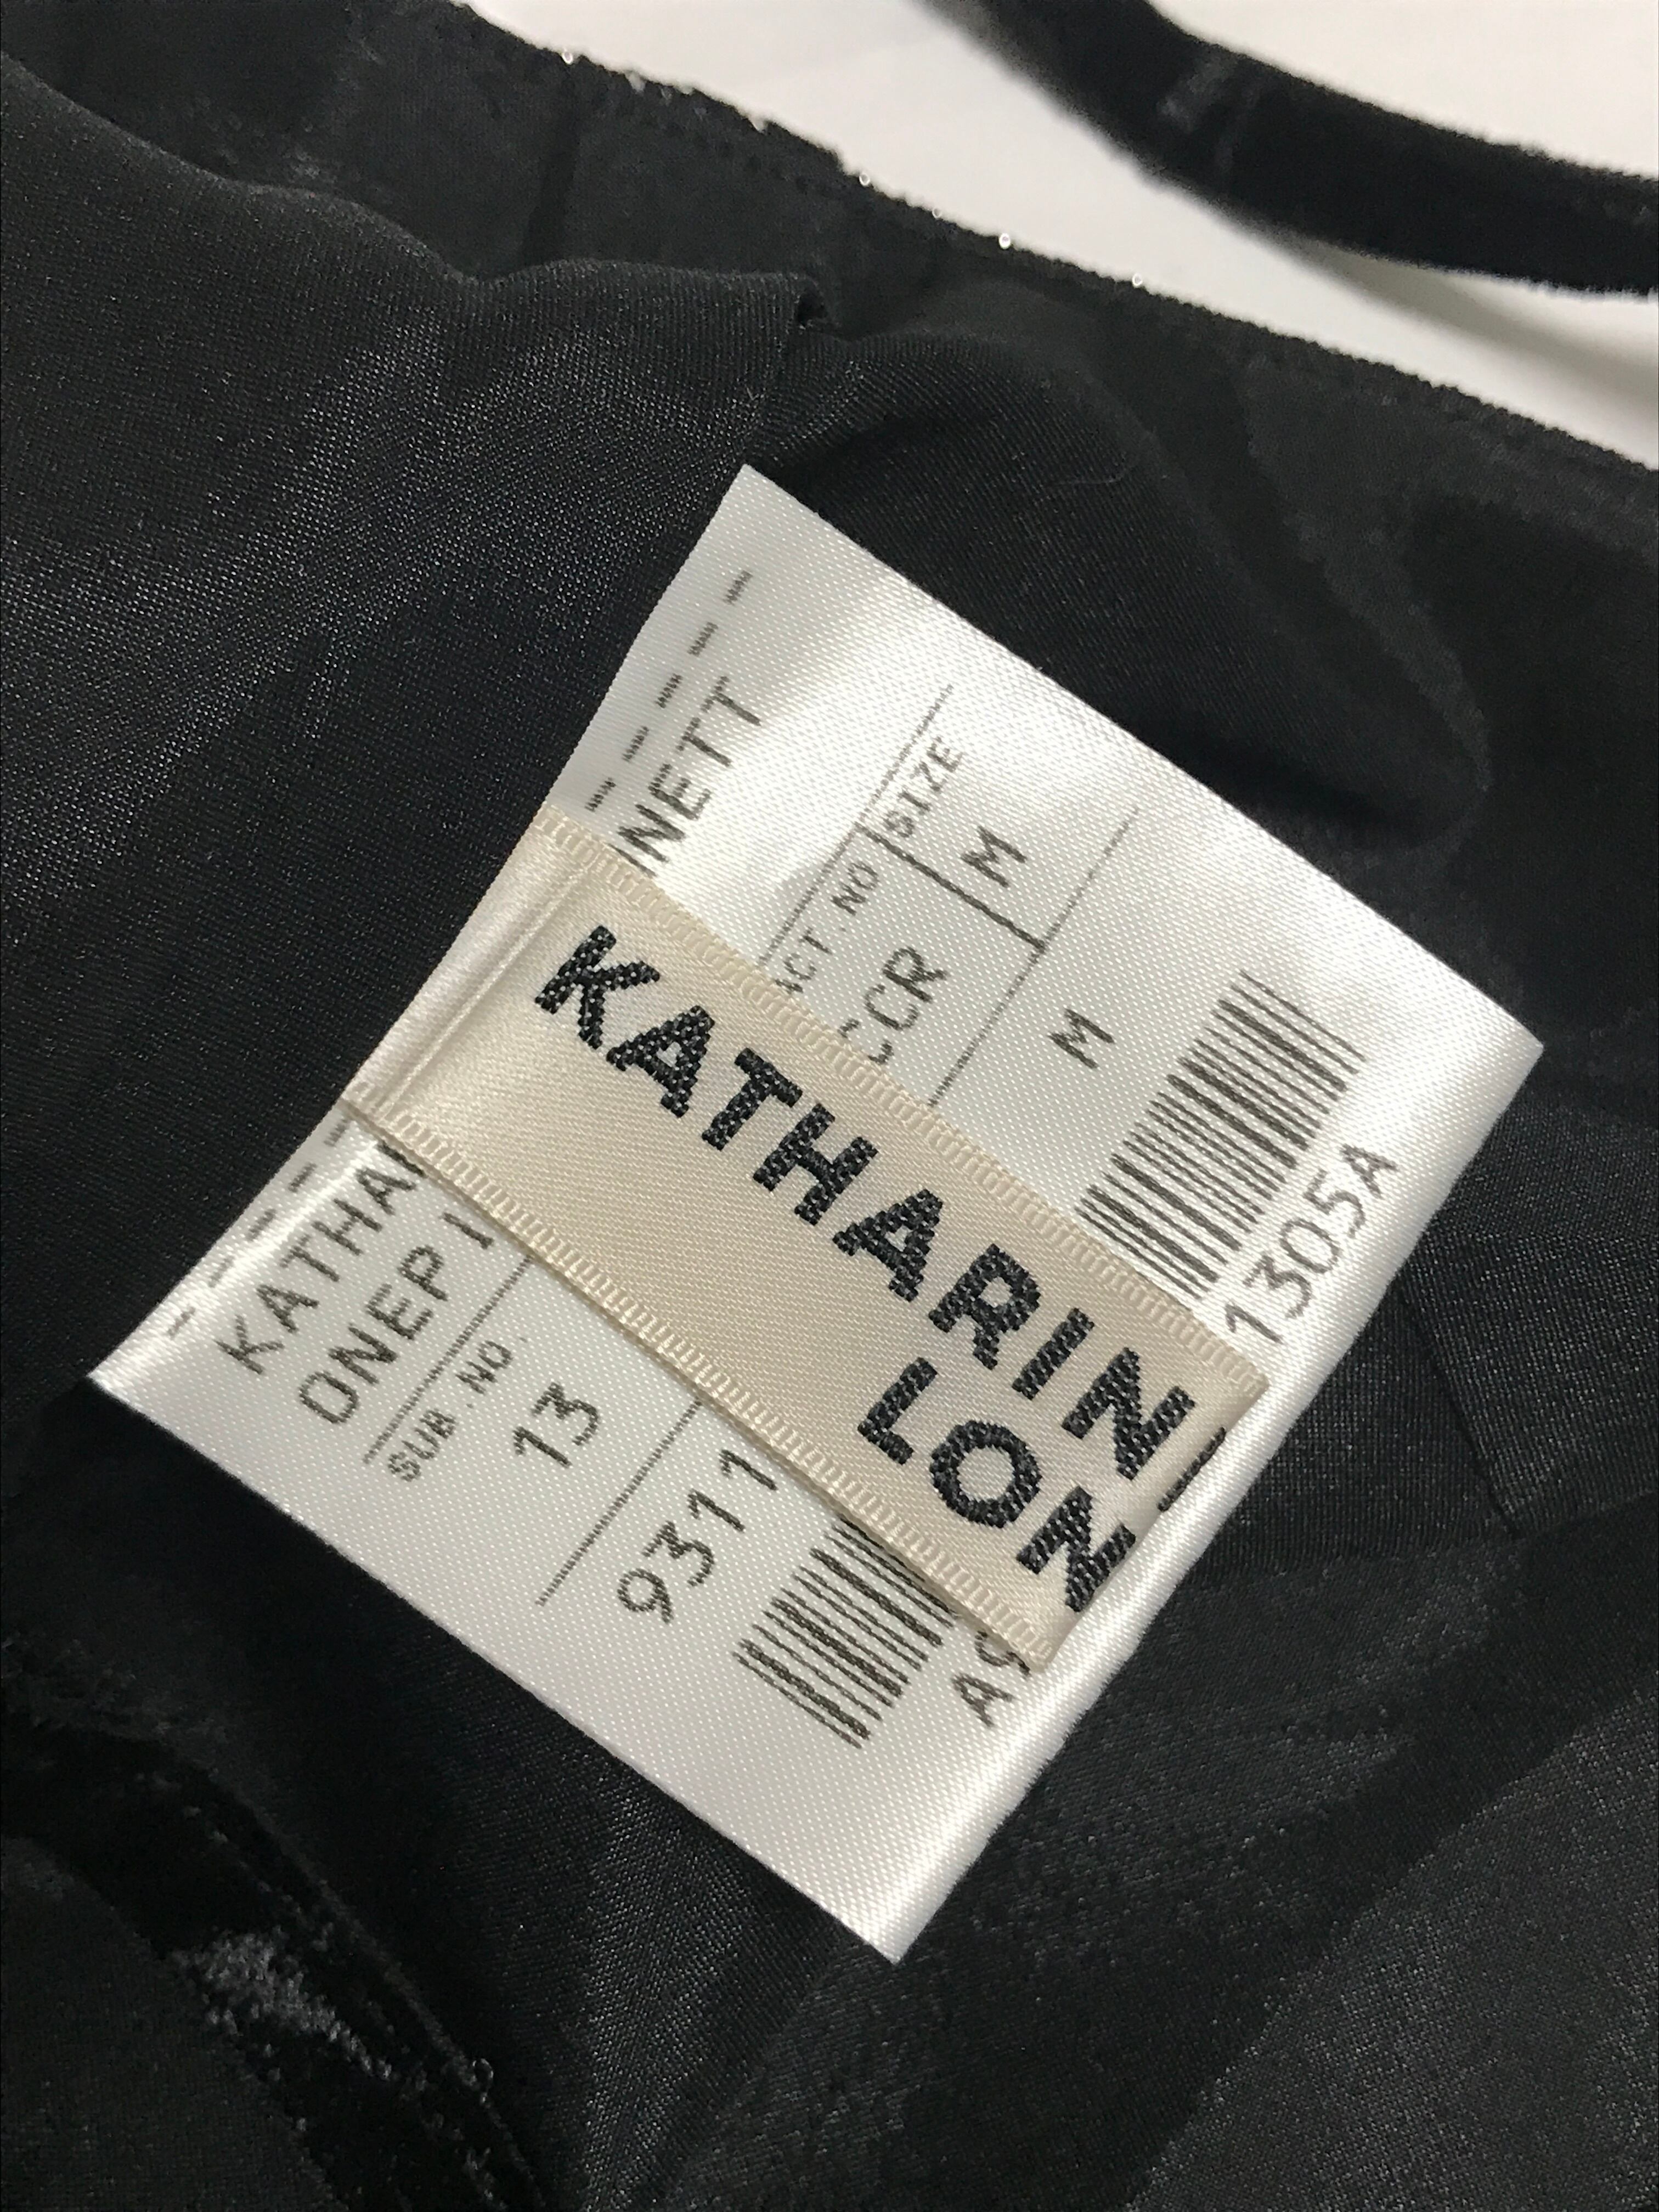 KATHARIN
LON
KATHA
NETT
ONEP I
SUB.NO.
ACT.NO
SIZE
13
CCR
M
9311
M
1305A